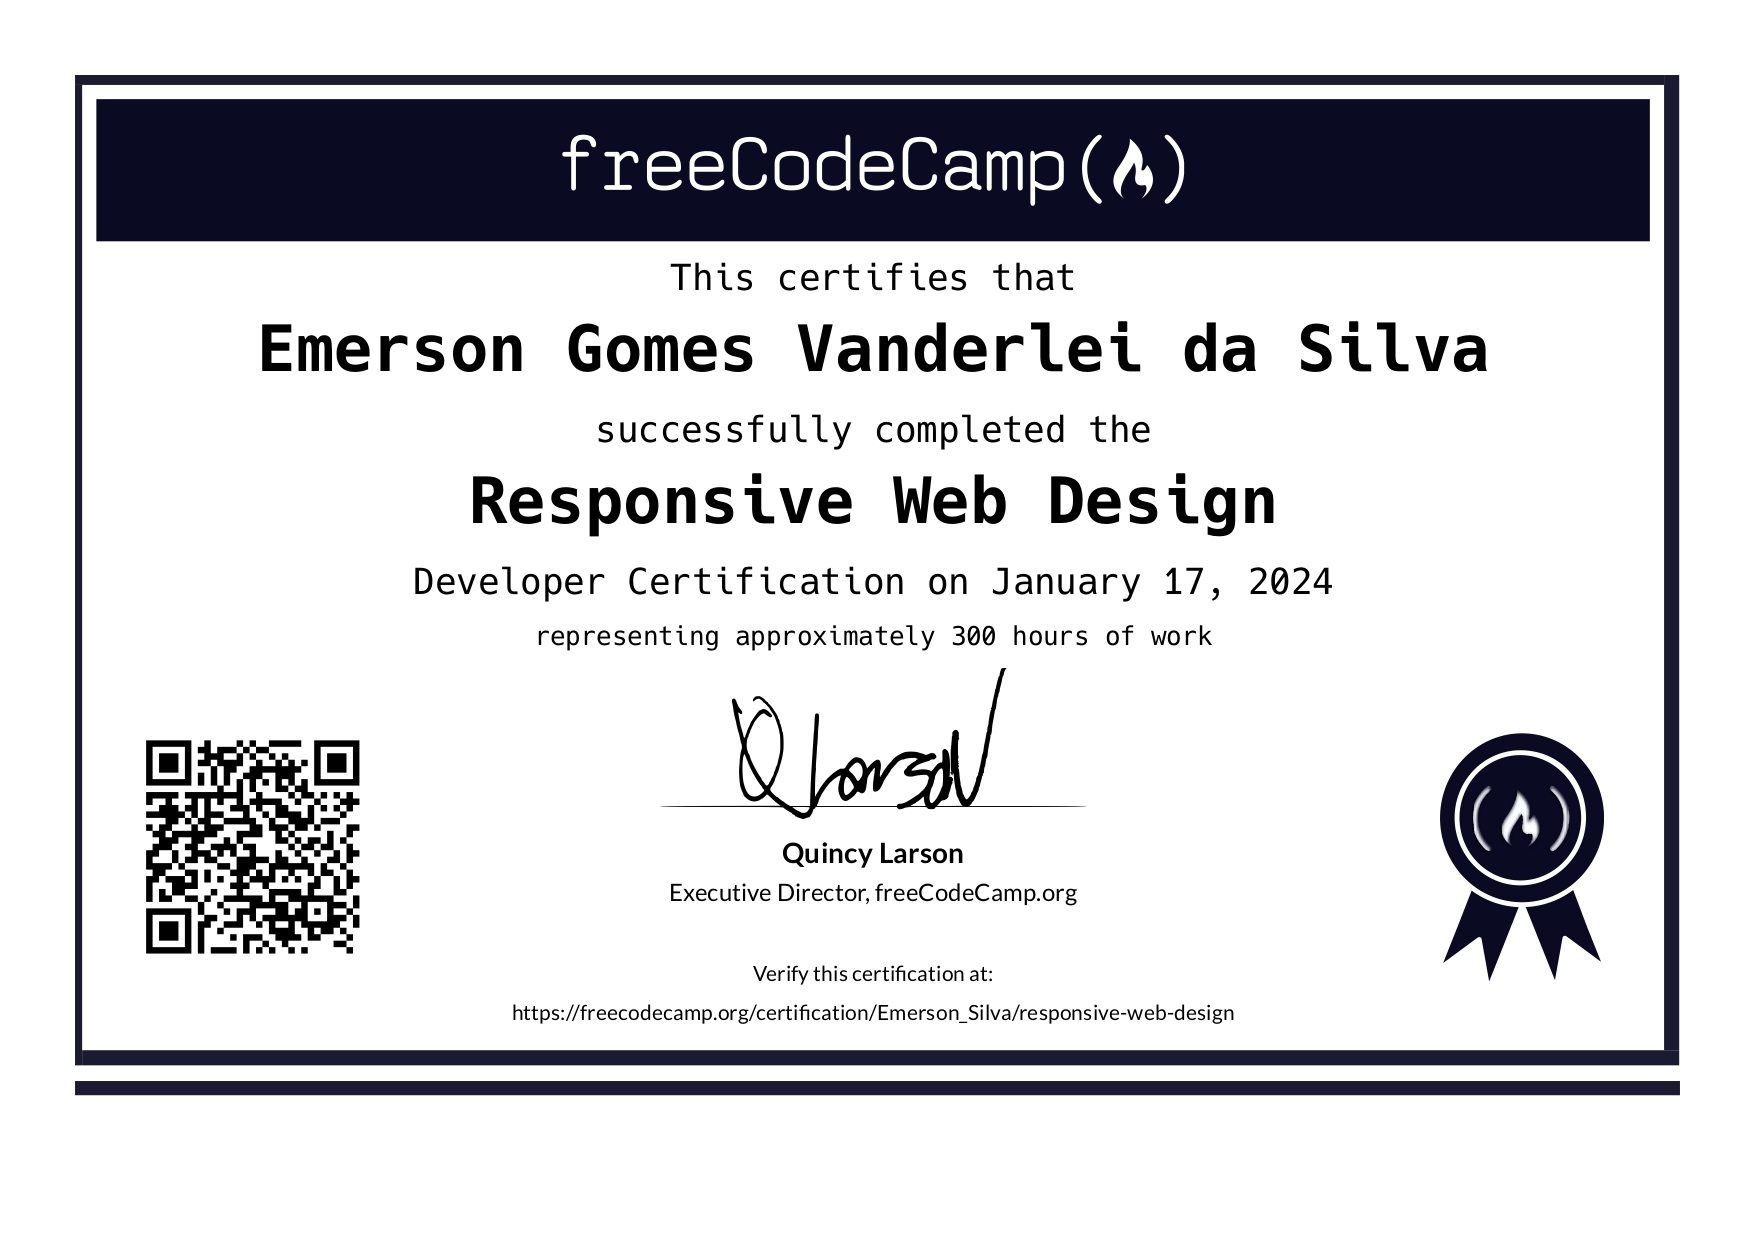 freeCodeCamp(🔥)
This certifies that
Emerson Gomes Vanderlei da Silva
successfully completed the
Responsive Web Design
Developer Certification on January 17, 2024
representing approximately 300 hours of work
Q Larson
Quincy Larson
Executive Director, freeCodeCamp.org
Verify this certification at:
https://freecodecamp.org/certification/Emerson_Silva/responsive-web-design